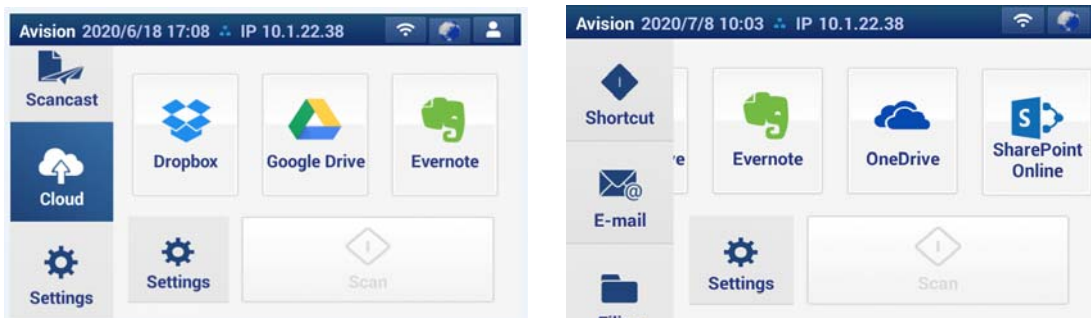 Avision 2020/6/18 17:08 IP 10.1.22.38
Scancast
Cloud
Settings
Dropbox
Google Drive
Evernote
Settings
Scan
Avision 2020/7/8 10:03 IP 10.1.22.38
Shortcut
E-mail
Evernote
OneDrive
S
SharePoint
Online
Settings
Scan